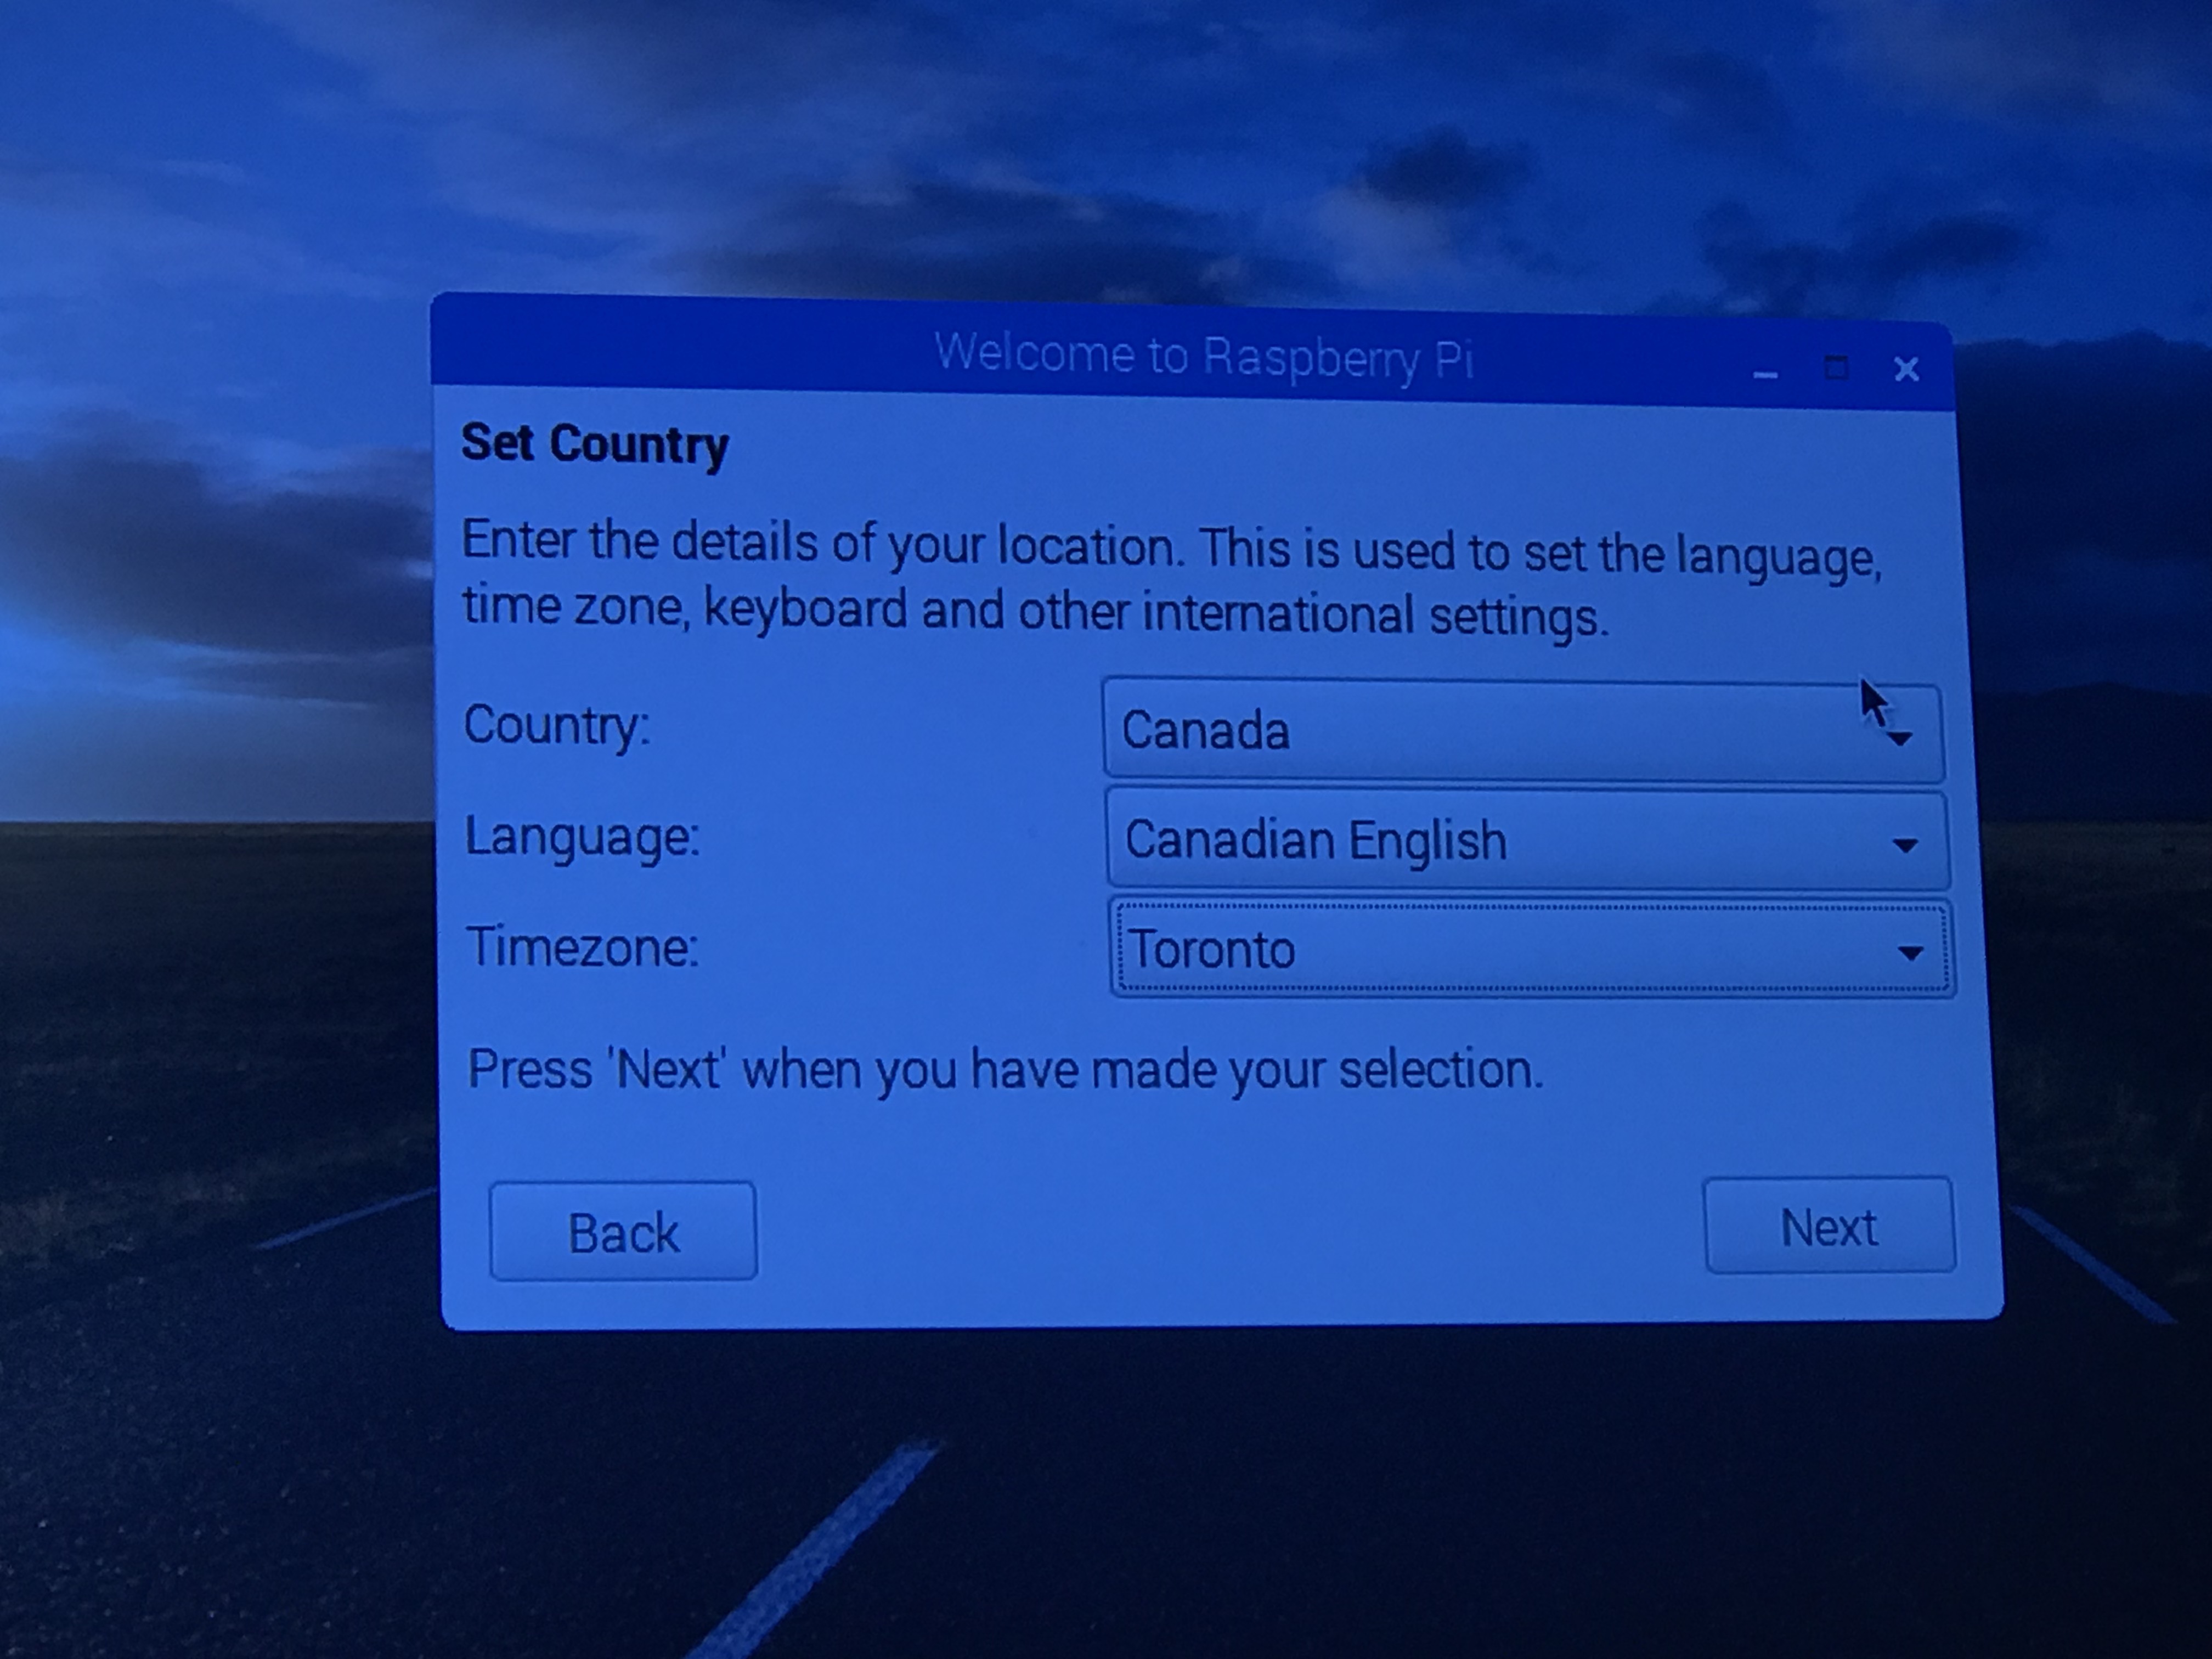 Welcome to Raspberry Pi
Set Country
Enter the details of your location. This is used to set the language,
time zone, keyboard and other international settings.
Country:
Canada
Language:
Canadian English
Timezone:
Toronto
Press 'Next' when you have made your selection.
Back
Next